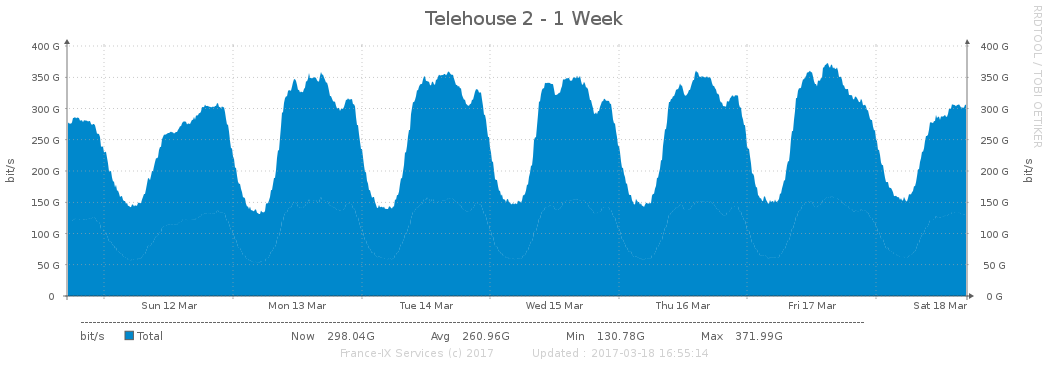 Telehouse 2 - 1 Week
RRDTOOL / TOBI OETIKER
400 G 400 G
350 G 350 G
300 G 300 G
250 G 250 G
200 G 200 G
150 G 150 G
100 G 100 G
50 G 50 G
0 0 G
bit/s
bit/s
Sun 12 Mar Mon 13 Mar Tue 14 Mar Wed 15 Mar Thu 16 Mar Fri 17 Mar Sat 18 Mar
bit/s Total Now 298.04G Avg 260.96G Min 130.78G Max 371.99G
France-IX Services (c) 2017 Updated : 2017-03-18 16:55:14